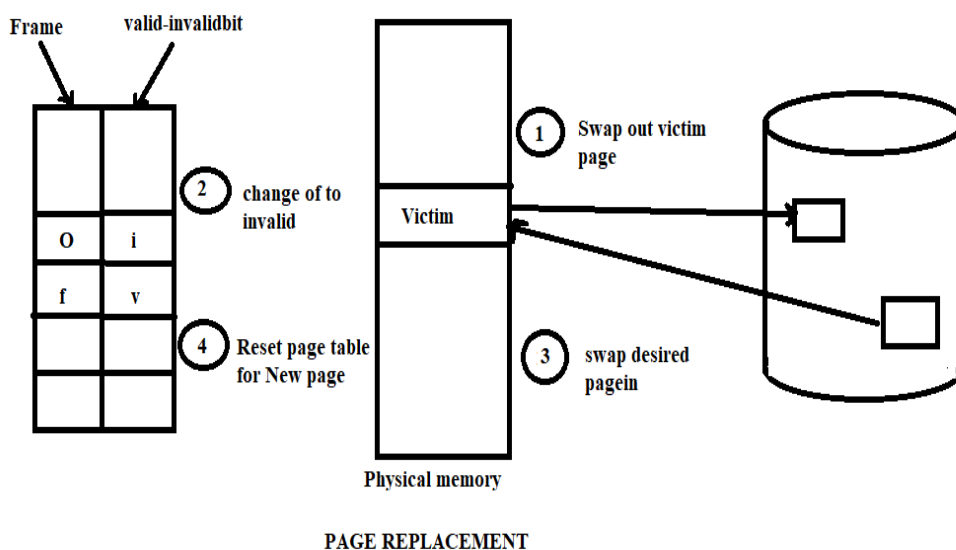 Frame
valid-invalidbit
1
Swap out victim
page
2
change of to
invalid
Victim
O
i
f
v
4
Reset page table
for New page
3
swap desired
pagein
Physical memory
PAGE REPLACEMENT